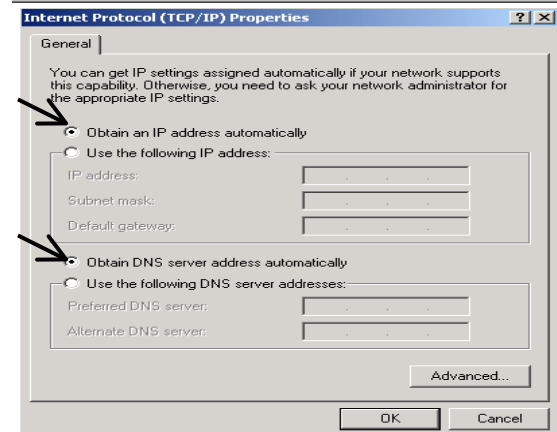 Internet Protocol (TCP/IP) Properties
General
You can get IP settings assigned automatically if your network supports
this capability. Otherwise, you need to ask your network administrator for
the appropriate IP settings.
Obtain an IP address automatically
Use the following IP address:
IP address:
Subnet mask:
Default gateway:
Obtain DNS server address automatically
Use the following DNS server addresses:
Preferred DNS server:
Alternate DNS server:
Advanced...
OK Cancel